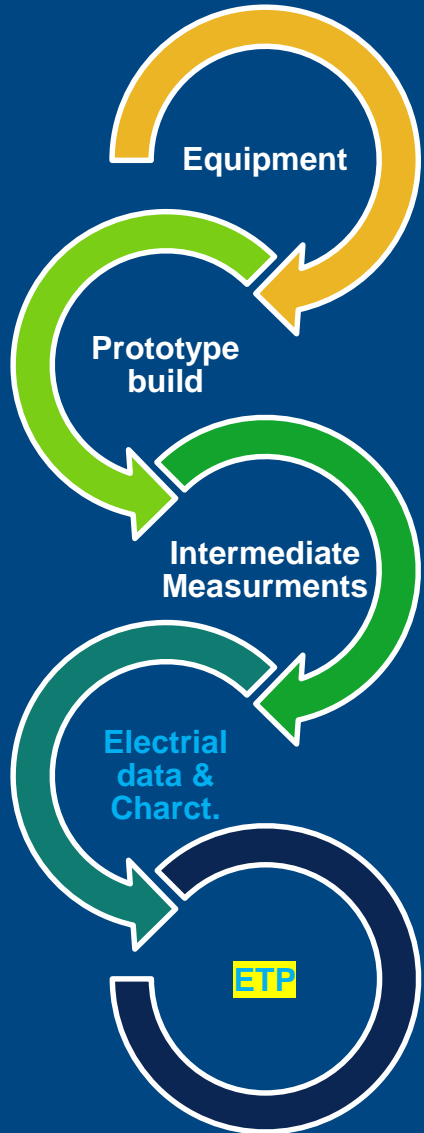 Equipment
Prototype
build
Intermediate
Measurments
Electrial
data &
Charct.
ETP